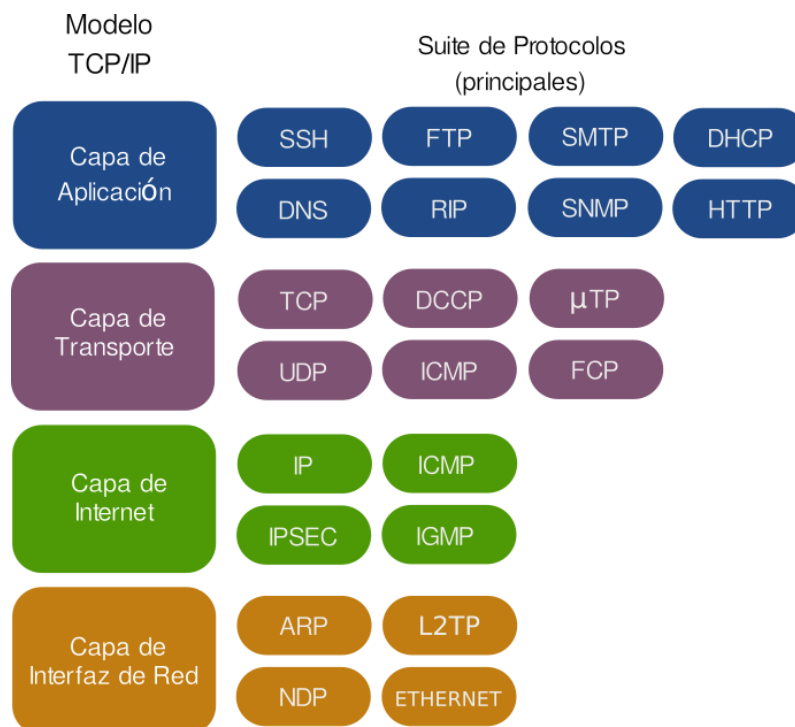 Modelo
TCP/IP
Suite de Protocolos
(principales)
Capa de
Aplicación
SSH
FTP
SMTP
DHCP
DNS
RIP
SNMP
HTTP
Capa de
Transporte
TCP
DCCP
µTP
UDP
ICMP
FCP
Capa de
Internet
IP
ICMP
IPSEC
IGMP
Capa de
Interfaz de Red
ARP
L2TP
NDP
ETHERNET